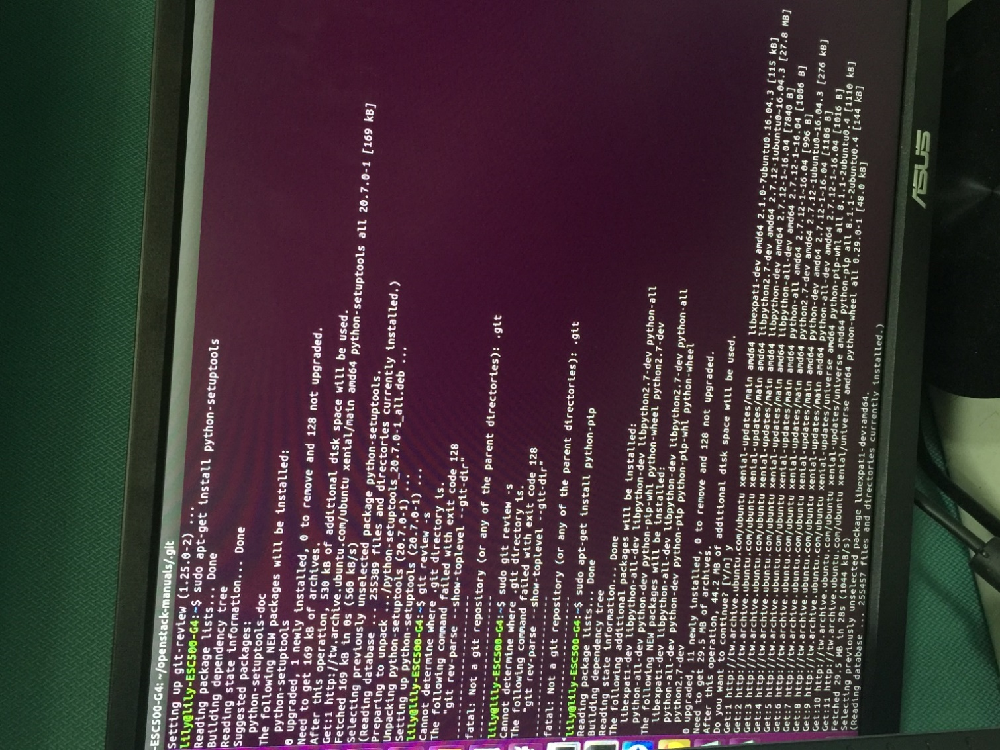 -ESC500-G4: ~/openstack-manuals/.git
Setting up git-review (1.25.0-2) ...
lily@lily-ESC500-G4:~$ sudo apt-get install python-setuptools
Reading package lists... Done
Building dependency tree
Reading state information... Done
Suggested packages:
  python-setuptools-doc
The following NEW packages will be installed:
  python-setuptools
0 upgraded, 1 newly installed, 0 to remove and 128 not upgraded.
Need to get 169 kB of archives.
After this operation, 530 kB of additional disk space will be used.
Get:1 http://tw.archive.ubuntu.com/ubuntu xenial/main amd64 python-setuptools all 20.7.0-1 [169 kB]
Fetched 169 kB in 0s (560 kB/s)
Selecting previously unselected package python-setuptools.
(Reading database ... 255389 files and directories currently installed.)
Preparing to unpack .../python-setuptools_20.7.0-1_all.deb ...
Unpacking python-setuptools (20.7.0-1) ...
Setting up python-setuptools (20.7.0-1) ...
lily@lily-ESC500-G4:~$ git review -s
Cannot determine where .git directory is.
The following command failed with exit code 128
    "git rev-parse --show-toplevel --git-dir"
-----------------------
fatal: Not a git repository (or any of the parent directories): .git
-----------------------
lily@lily-ESC500-G4:~$ sudo git review -s
Cannot determine where .git directory is.
The following command failed with exit code 128
    "git rev-parse --show-toplevel --git-dir"
-----------------------
fatal: Not a git repository (or any of the parent directories): .git
-----------------------
lily@lily-ESC500-G4:~$ sudo apt-get install python-pip
Reading package lists... Done
Building dependency tree
Reading state information... Done
The following additional packages will be installed:
  libexpat1-dev libpython-all-dev libpython-dev libpython2.7-dev python-all
  python-all-dev python-dev python-pip-whl python-wheel python2.7-dev
The following NEW packages will be installed:
  libexpat1-dev libpython-all-dev libpython-dev libpython2.7-dev python-all
  python-all-dev python-dev python-pip python-pip-whl python-wheel
  python2.7-dev
0 upgraded, 11 newly installed, 0 to remove and 128 not upgraded.
Need to get 29.5 MB of archives.
After this operation, 44.2 MB of additional disk space will be used.
Do you want to continue? [Y/n] y
Get:1 http://tw.archive.ubuntu.com/ubuntu xenial-updates/main amd64 libexpat1-dev amd64 2.1.0-7ubuntu0.16.04.3 [115 kB]
Get:2 http://tw.archive.ubuntu.com/ubuntu xenial-updates/main amd64 libpython2.7-dev amd64 2.7.12-1ubuntu0~16.04.3 [27.8 MB]
Get:3 http://tw.archive.ubuntu.com/ubuntu xenial-updates/main amd64 libpython-dev amd64 2.7.12-1~16.04 [7840 B]
Get:4 http://tw.archive.ubuntu.com/ubuntu xenial-updates/main amd64 libpython-all-dev amd64 2.7.12-1~16.04 [1006 B]
Get:5 http://tw.archive.ubuntu.com/ubuntu xenial-updates/main amd64 python-all amd64 2.7.12-1~16.04 [996 B]
Get:6 http://tw.archive.ubuntu.com/ubuntu xenial-updates/main amd64 python2.7-dev amd64 2.7.12-1ubuntu0~16.04.3 [276 kB]
Get:7 http://tw.archive.ubuntu.com/ubuntu xenial-updates/main amd64 python-dev amd64 2.7.12-1~16.04 [1186 B]
Get:8 http://tw.archive.ubuntu.com/ubuntu xenial-updates/main amd64 python-all-dev amd64 2.7.12-1~16.04 [1016 B]
Get:9 http://tw.archive.ubuntu.com/ubuntu xenial-updates/universe amd64 python-pip-whl all 8.1.1-2ubuntu0.4 [1110 kB]
Get:10 http://tw.archive.ubuntu.com/ubuntu xenial-updates/universe amd64 python-pip all 8.1.1-2ubuntu0.4 [144 kB]
Get:11 http://tw.archive.ubuntu.com/ubuntu xenial/universe amd64 python-wheel all 0.29.0-1 [48.0 kB]
Fetched 29.5 MB in 28s (1044 kB/s)
Selecting previously unselected package libexpat1-dev:amd64.
(Reading database ... 255457 files and directories currently installed.)
ASUS